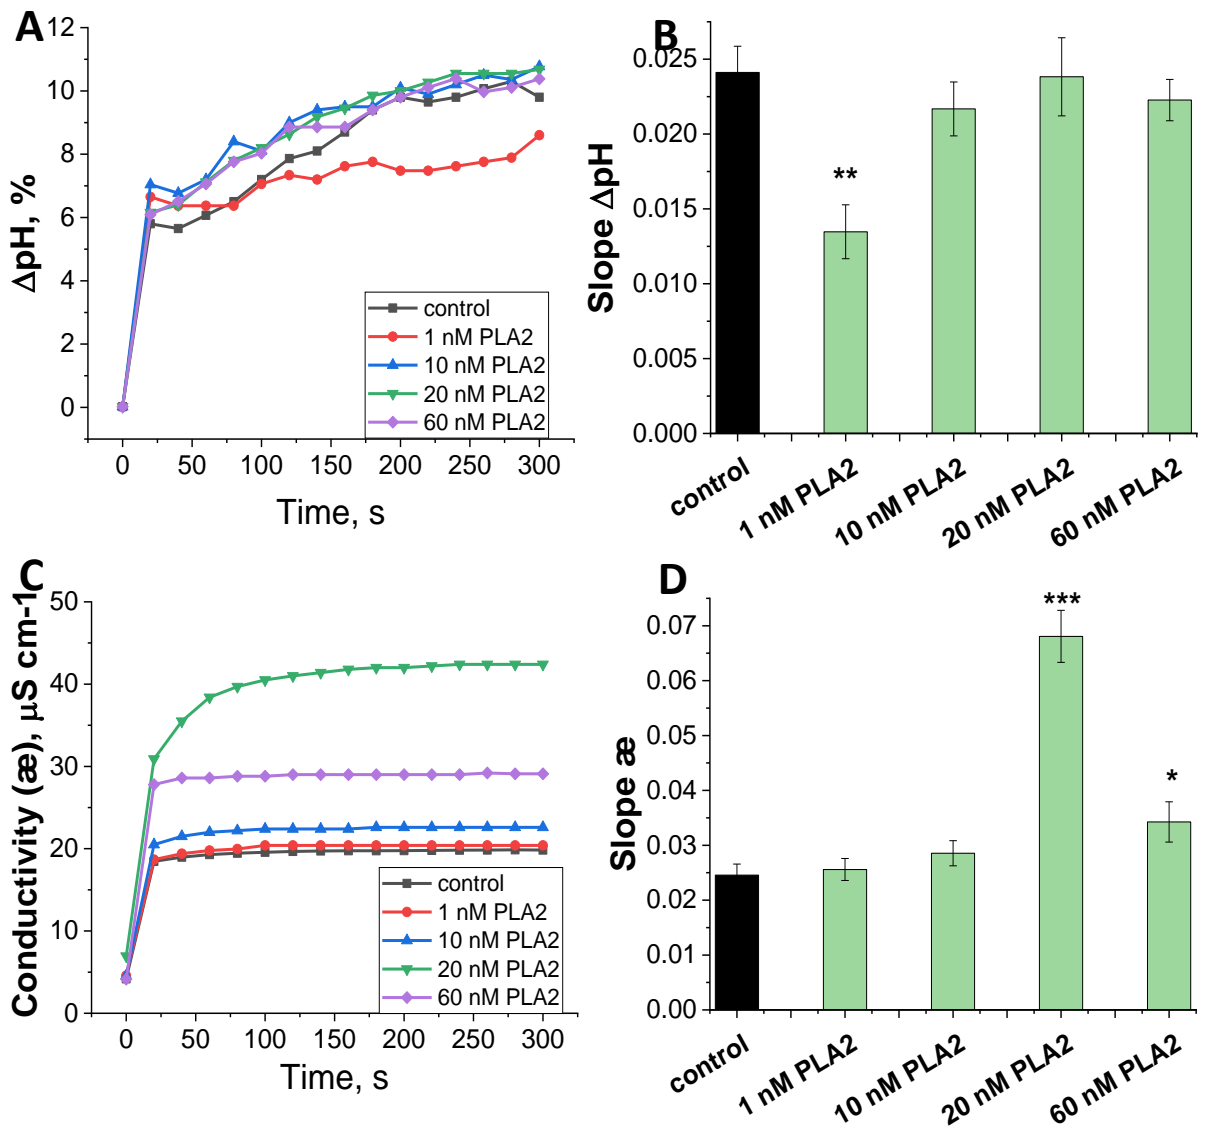 A
ΔpH, %
12
10
8
6
4
2
0
control
1 nM PLA2
10 nM PLA2
20 nM PLA2
60 nM PLA2
0 50 100 150 200 250 300
Time, s
B
Slope ΔpH
0.025
0.020
0.015
0.010
0.005
0.000
**
control
1 nM PLA2
10 nM PLA2
20 nM PLA2
60 nM PLA2
C
Conductivity (æ), μS cm-1
50
40
30
20
10
0
control
1 nM PLA2
10 nM PLA2
20 nM PLA2
60 nM PLA2
0 50 100 150 200 250 300
Time, s
D
Slope æ
0.07
0.06
0.05
0.04
0.03
0.02
0.01
0.00
***
*
control
1 nM PLA2
10 nM PLA2
20 nM PLA2
60 nM PLA2